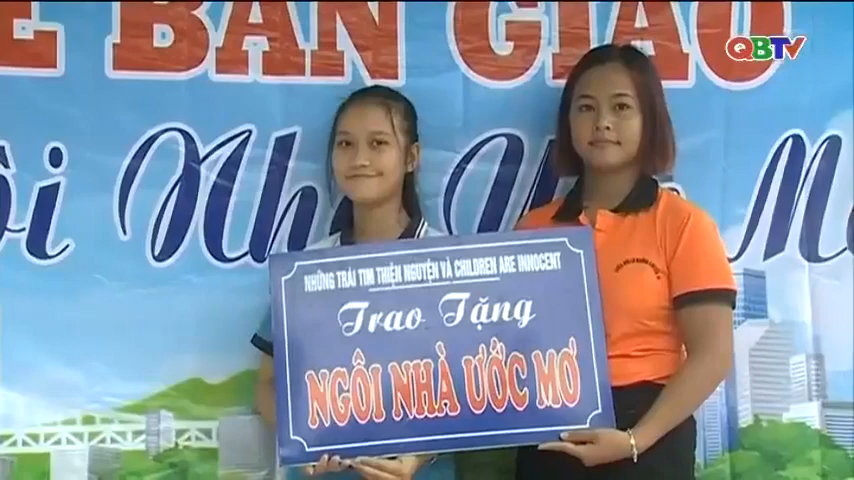 BÀN GIAO
QBTV
NHỮNG TRÁI TIM THIỆN NGUYỆN VÀ CHILDREN ARE INNOCENT
Trao Tặng
NGÔI NHÀ ƯỚC MƠ